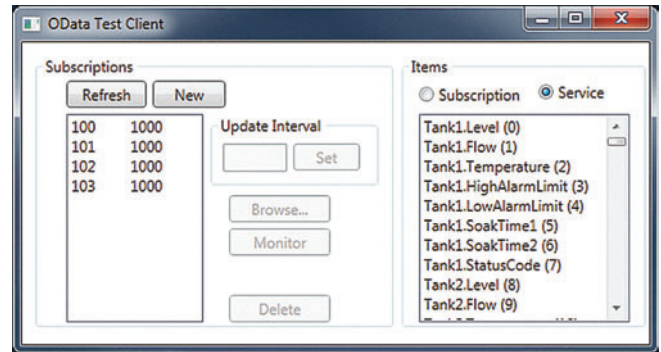 OData Test Client
Subscriptions
Refresh New
100 1000
101 1000
102 1000
103 1000
Update Interval
Set
Browse...
Monitor
Delete
Items
Subscription Service
Tank1.Level (0)
Tank1.Flow (1)
Tank1.Temperature (2)
Tank1.HighAlarmLimit (3)
Tank1.LowAlarmLimit (4)
Tank1.SoakTime1 (5)
Tank1.SoakTime2 (6)
Tank1.StatusCode (7)
Tank2.Level (8)
Tank2.Flow (9)